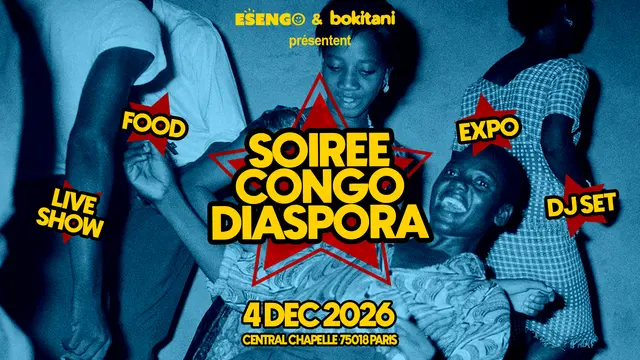 ESENGO & bokitani
présentent
FOOD
EXPO
SOIREE
CONGO
DIASPORA
LIVE
SHOW
DJ SET
4 DEC 2026
CENTRAL CHAPELLE 75018 PARIS